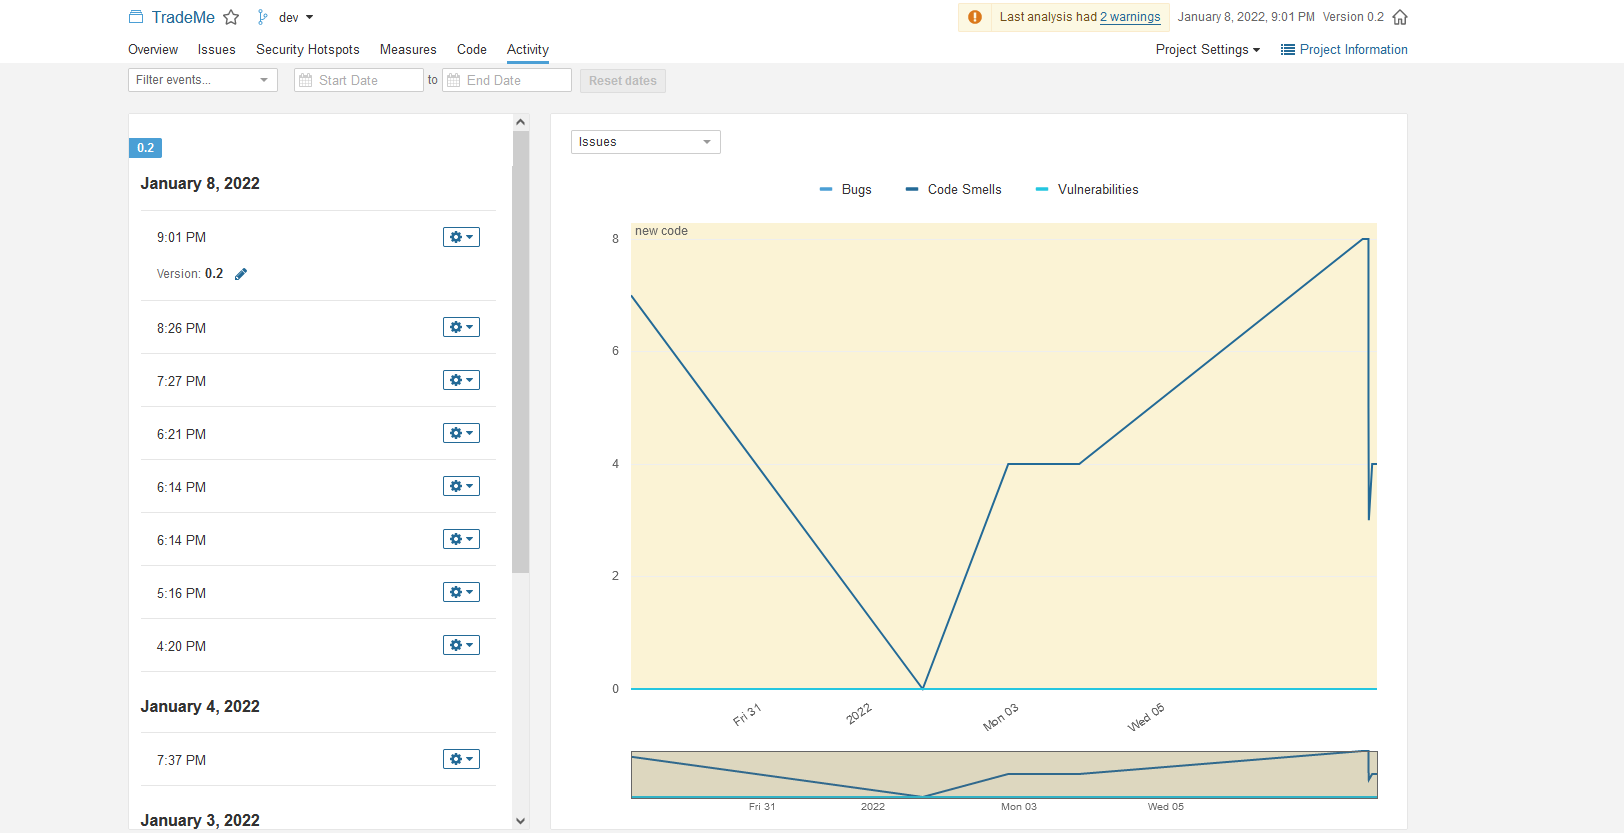 TradeMe dev
Last analysis had 2 warnings January 8, 2022, 9:01 PM Version 0.2
Overview Issues Security Hotspots Measures Code Activity
Project Settings Project Information
Filter events... Start Date to End Date Reset dates
0.2
January 8, 2022
9:01 PM
Version: 0.2
8:26 PM
7:27 PM
6:21 PM
6:14 PM
6:14 PM
5:16 PM
4:20 PM
January 4, 2022
7:37 PM
January 3, 2022
Issues
Bugs Code Smells Vulnerabilities
new code
8
6
4
2
0
Fri 31 2022 Mon 03 Wed 05
Fri 31 2022 Mon 03 Wed 05